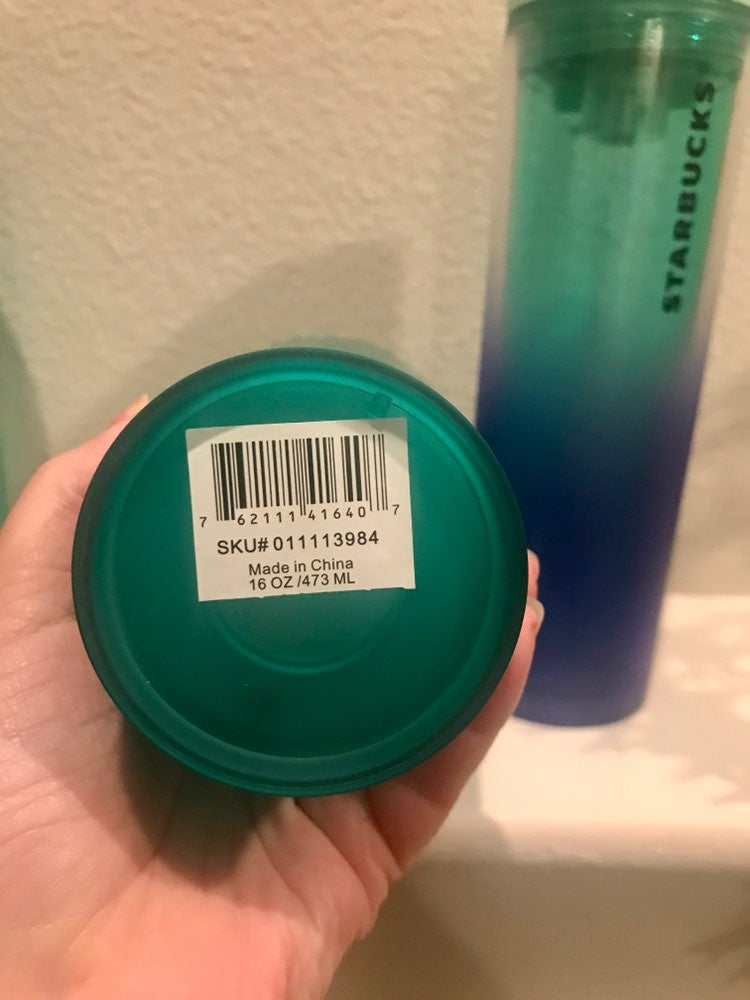 STARBUCKS
7 62111 41640 7
SKU# 011113984
Made in China
16 OZ /473 ML